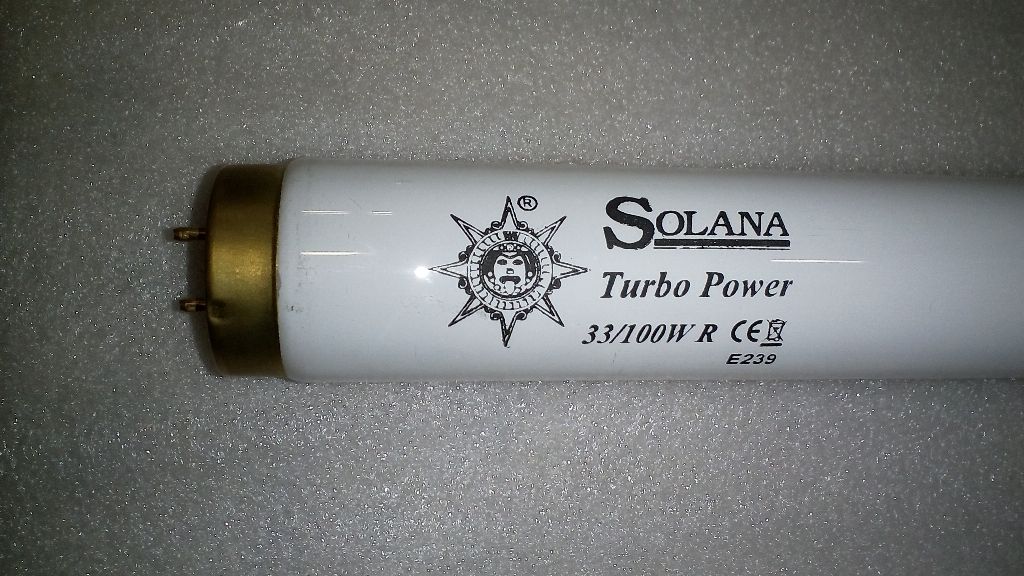 ®
SOLANA
Turbo Power
33/100W R CE
E239